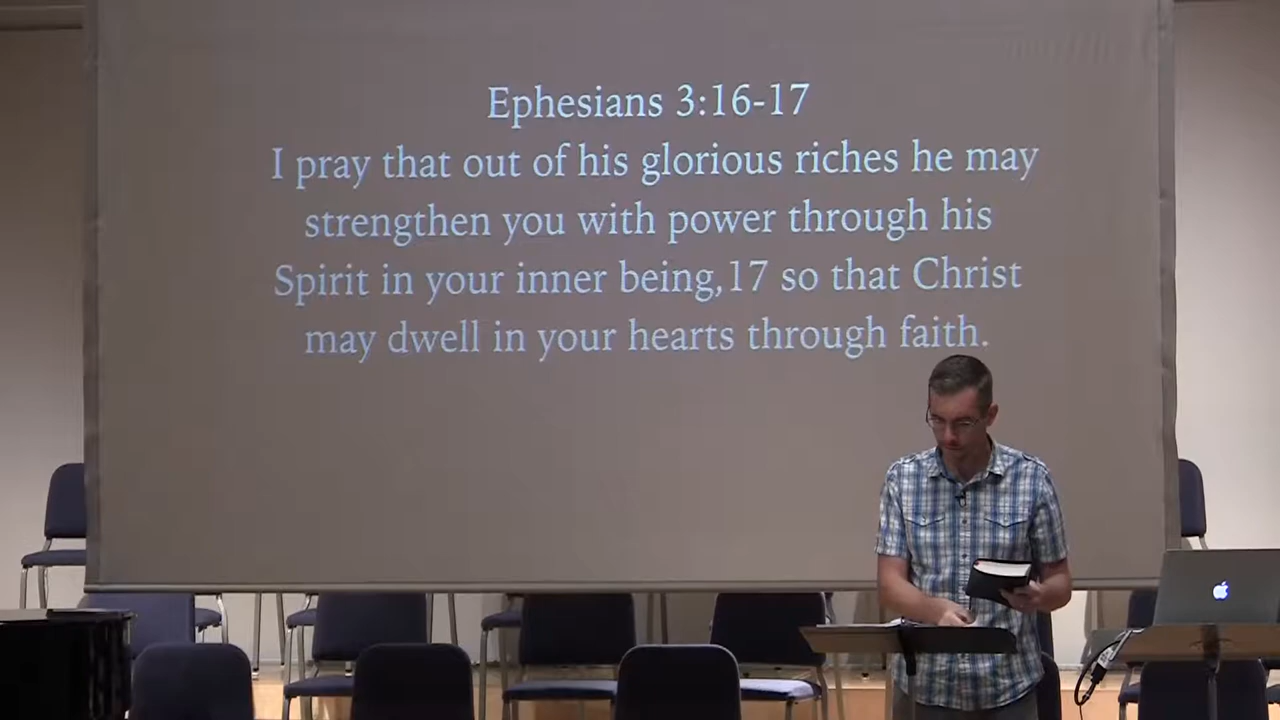 Ephesians 3:16-17
I pray that out of his glorious riches he may
strengthen you with power through his
Spirit in your inner being,17 so that Christ
may dwell in your hearts through faith.